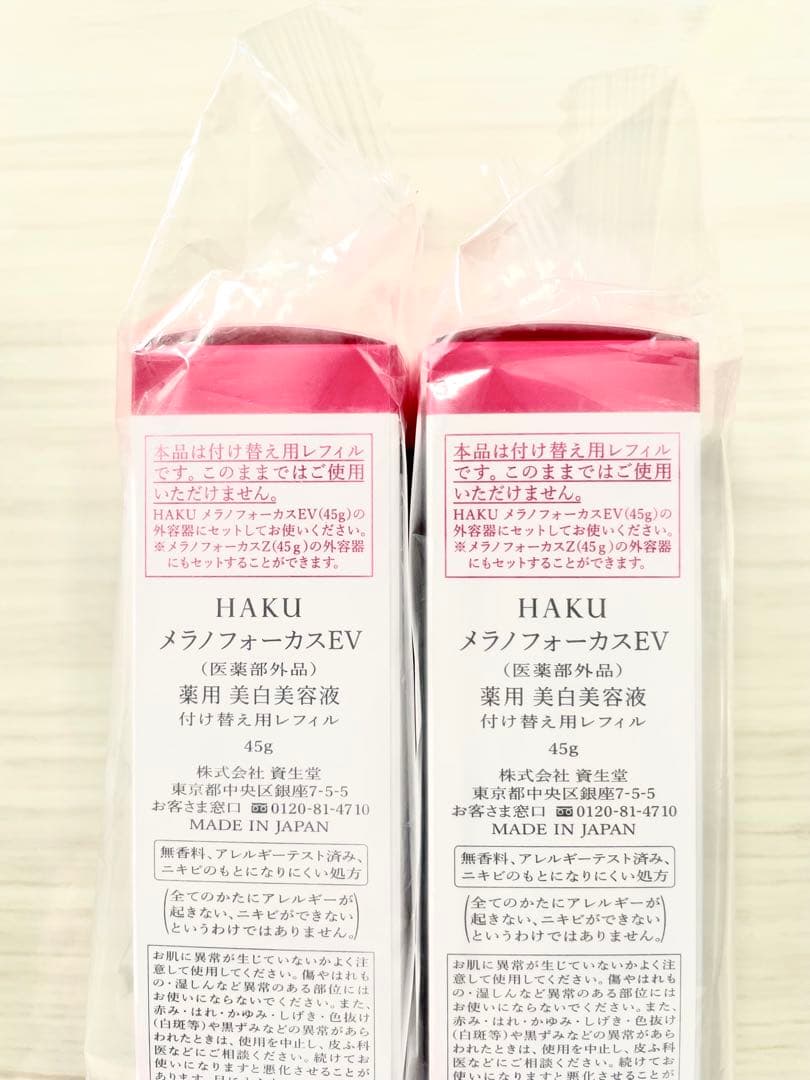 本品は付け替え用レフィル
です。このままではご使用
いただけません。
HAKU メラノフォーカスEV(45g)の
外容器にセットしてお使いください。
※メラノフォーカスZ(45g)の外容器
にもセットすることができます。
HAKU
メラノフォーカスEV
(医薬部外品)
薬用 美白美容液
付け替え用レフィル
45g
株式会社 資生堂
東京都中央区銀座7-5-5
お客さま窓口 0120-81-4710
MADE IN JAPAN
無香料、アレルギーテスト済み、
ニキビのもとになりにくい処方
(全てのかたにアレルギーが
起きない、ニキビができない
というわけではありません。)
お肌に異常が生じていないかよく注
意して使用してください。傷やはれも
の・湿しんなど異常のある部位には
お使いにならないでください。また、
赤み・はれ・かゆみ・しげき・色抜け
(白斑等)や黒ずみなどの異常があら
われたときは、使用を中止し、皮ふ科
医などにご相談ください。続けてお
使いになりますと悪化することが
本品は付け替え用レフィル
です。このままではご使用
いただけません。
HAKU メラノフォーカスEV(45g)の
外容器にセットしてお使いください。
※メラノフォーカスZ(45g)の外容器
にもセットすることができます。
HAKU
メラノフォーカスEV
(医薬部外品)
薬用 美白美容液
付け替え用レフィル
45g
株式会社 資生堂
東京都中央区銀座7-5-5
お客さま窓口 0120-81-4710
MADE IN JAPAN
無香料、アレルギーテスト済み、
ニキビのもとになりにくい処方
(全てのかたにアレルギーが
起きない、ニキビができない
というわけではありません。)
お肌に異常が生じていないかよく注
意して使用してください。傷やはれも
の・湿しんなど異常のある部位には
お使いにならないでください。また、
赤み・はれ・かゆみ・しげき・色抜け
(白斑等)や黒ずみなどの異常があら
われたときは、使用を中止し、皮ふ科
医などにご相談ください。続けてお
使いになりますと悪化することが